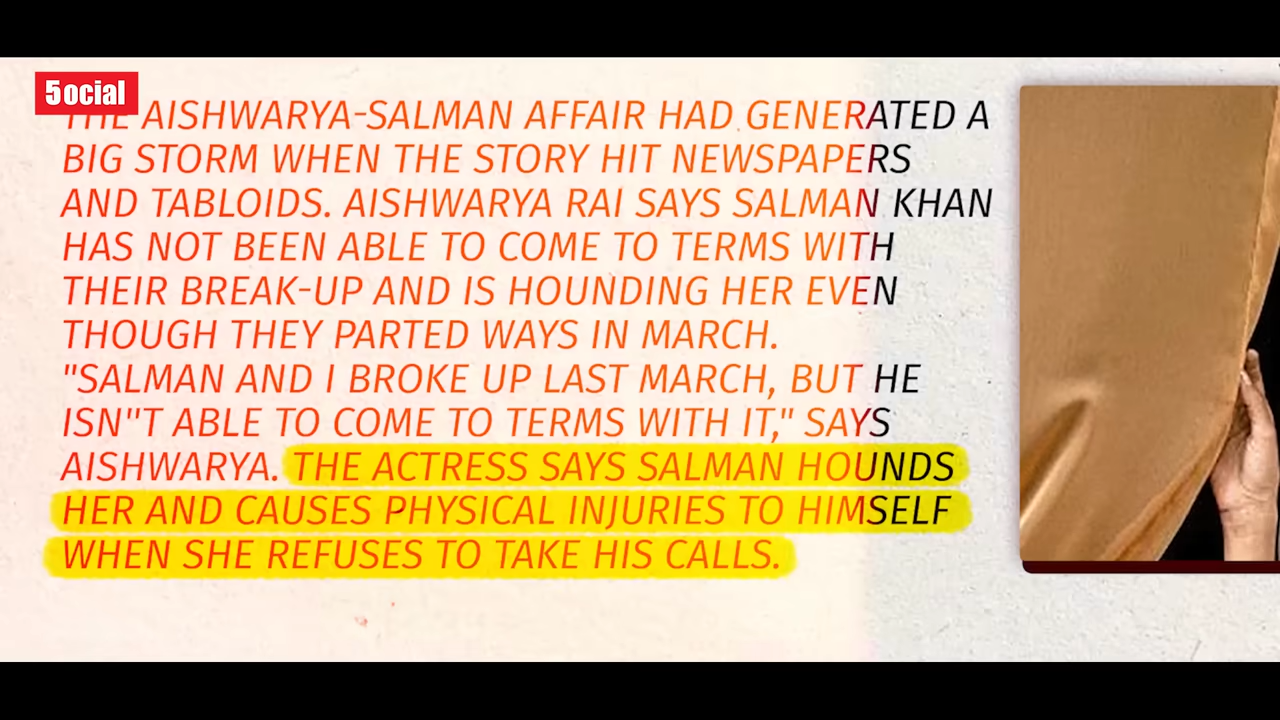 5ocial
THE AISHWARYA-SALMAN AFFAIR HAD GENERATED A
BIG STORM WHEN THE STORY HIT NEWSPAPERS
AND TABLOIDS. AISHWARYA RAI SAYS SALMAN KHAN
HAS NOT BEEN ABLE TO COME TO TERMS WITH
THEIR BREAK-UP AND IS HOUNDING HER EVEN
THOUGH THEY PARTED WAYS IN MARCH.
"SALMAN AND I BROKE UP LAST MARCH, BUT HE
ISN"T ABLE TO COME TO TERMS WITH IT," SAYS
AISHWARYA. THE ACTRESS SAYS SALMAN HOUNDS
HER AND CAUSES PHYSICAL INJURIES TO HIMSELF
WHEN SHE REFUSES TO TAKE HIS CALLS.